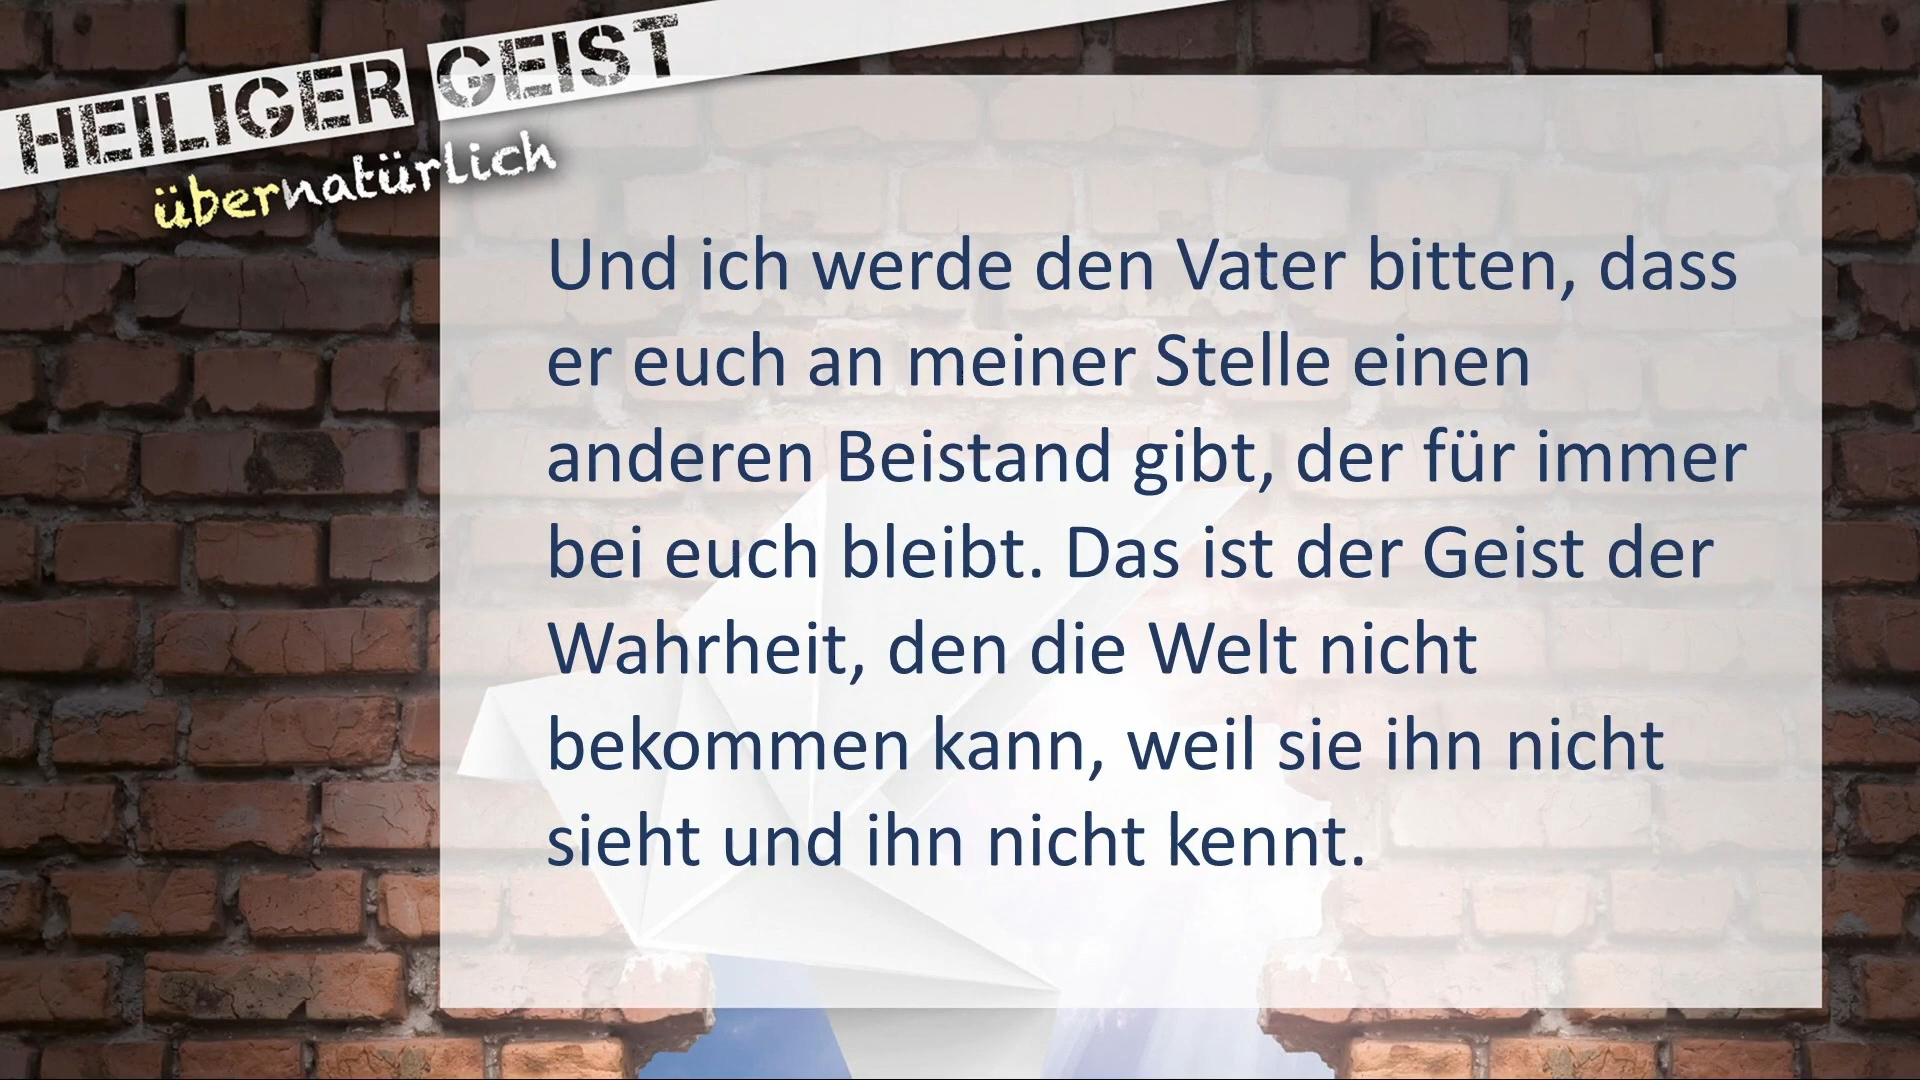 HEILIGER GEIST
übernatürlich
Und ich werde den Vater bitten, dass
er euch an meiner Stelle einen
anderen Beistand gibt, der für immer
bei euch bleibt. Das ist der Geist der
Wahrheit, den die Welt nicht
bekommen kann, weil sie ihn nicht
sieht und ihn nicht kennt.